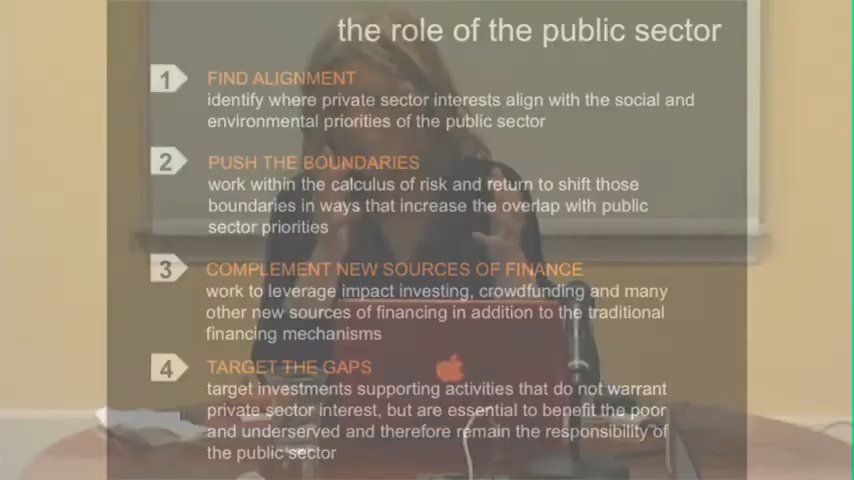 the role of the public sector
1 FIND ALIGNMENT
identify where private sector interests align with the social and
environmental priorities of the public sector
2 PUSH THE BOUNDARIES
work within the calculus of risk and return to shift those
boundaries in ways that increase the overlap with public
sector priorities
3 COMPLEMENT NEW SOURCES OF FINANCE
work to leverage impact investing, crowdfunding and many
other new sources of financing in addition to the traditional
financing mechanisms
4 TARGET THE GAPS
target investments supporting activities that do not warrant
private sector interest, but are essential to benefit the poor
and underserved and therefore remain the responsibility of
the public sector